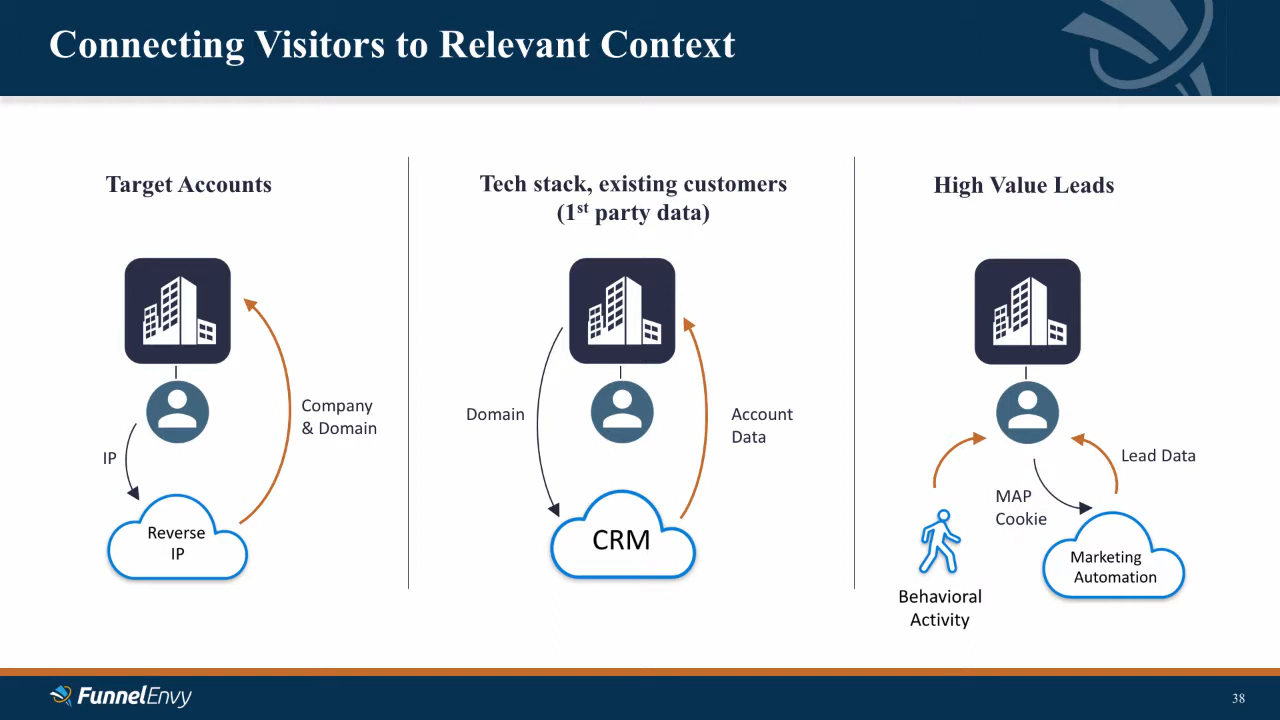 Connecting Visitors to Relevant Context
Target Accounts
Company
& Domain
IP
Reverse
IP
Tech stack, existing customers
(1st party data)
Domain
Account
Data
CRM
High Value Leads
Lead Data
MAP
Cookie
Marketing
Automation
Behavioral
Activity
FunnelEnvy
38